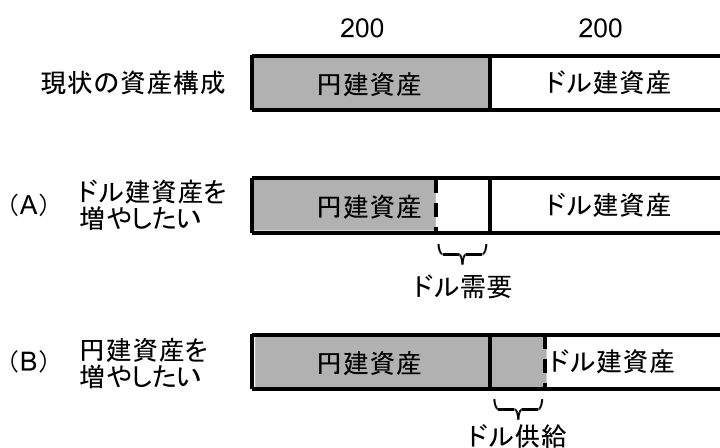 200 200
現状の資産構成 円建資産 ドル建資産
(A) ドル建資産を
増やしたい 円建資産 ドル建資産
ドル需要
(B) 円建資産を
増やしたい 円建資産 ドル建資産
ドル供給